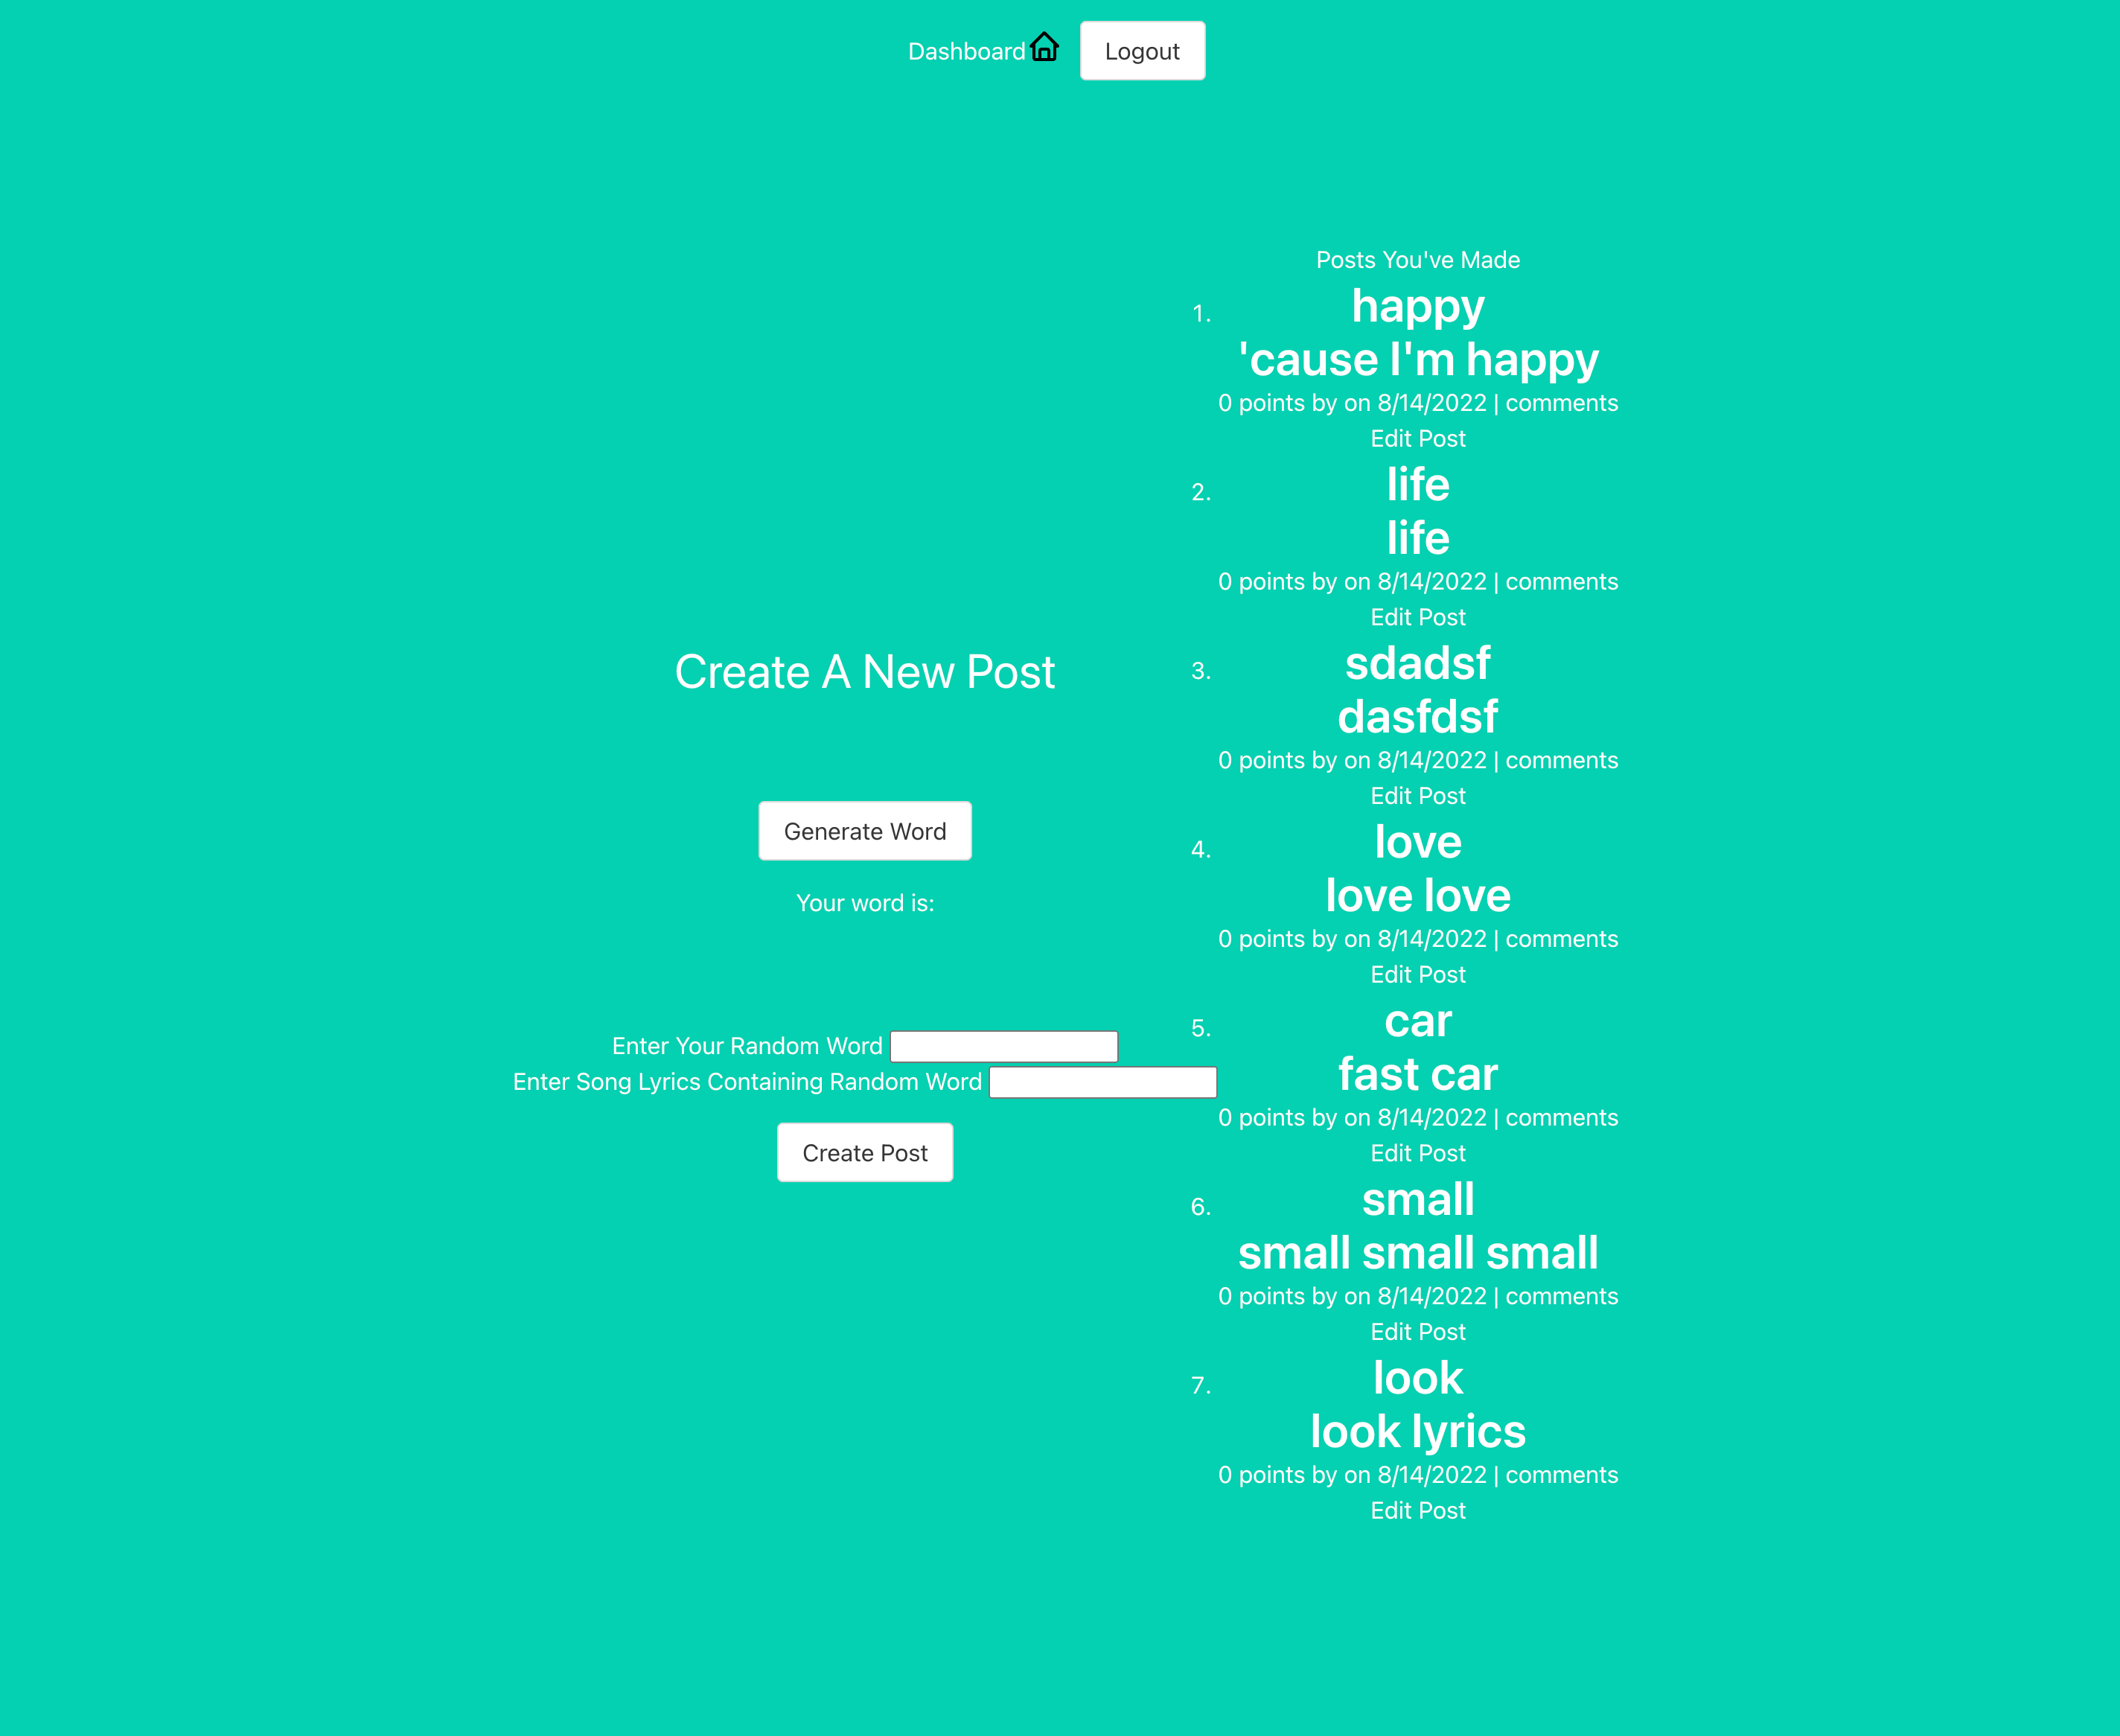 Dashboard Logout
Create A New Post
Generate Word
Your word is:
Enter Your Random Word
Enter Song Lyrics Containing Random Word
Create Post
Posts You've Made
1. happy
'cause I'm happy
0 points by on 8/14/2022 | comments
Edit Post
2. life
life
0 points by on 8/14/2022 | comments
Edit Post
3. sdadsf
dasfdsf
0 points by on 8/14/2022 | comments
Edit Post
4. love
love love
0 points by on 8/14/2022 | comments
Edit Post
5. car
fast car
0 points by on 8/14/2022 | comments
Edit Post
6. small
small small small
0 points by on 8/14/2022 | comments
Edit Post
7. look
look lyrics
0 points by on 8/14/2022 | comments
Edit Post